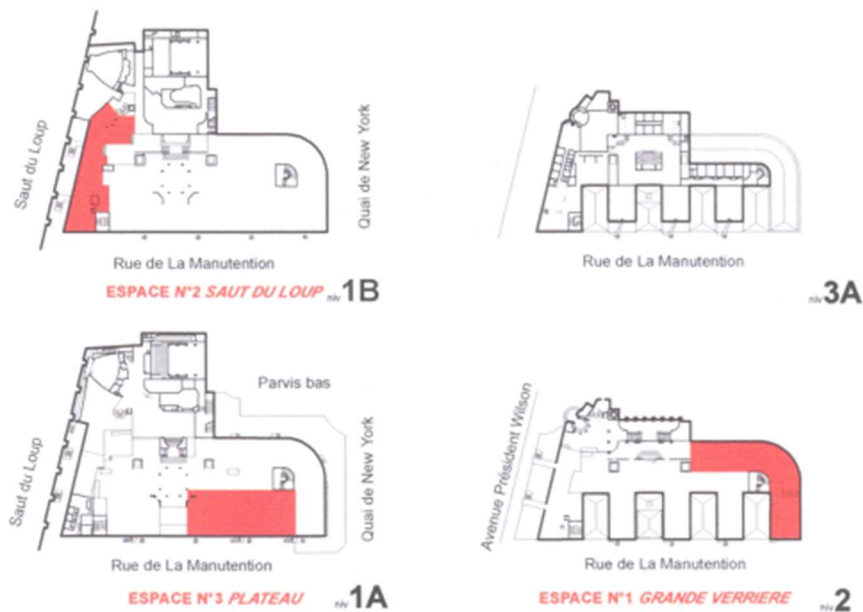 Saut du Loup
Quai de New York
Rue de La Manutention
ESPACE N°2 SAUT DU LOUP niv 1B
Rue de La Manutention
niv 3A
Parvis bas
Saut du Loup
Quai de New York
Rue de La Manutention
ESPACE N°3 PLATEAU niv 1A
Avenue Président Wilson
Rue de La Manutention
ESPACE N°1 GRANDE VERRIERE niv 2